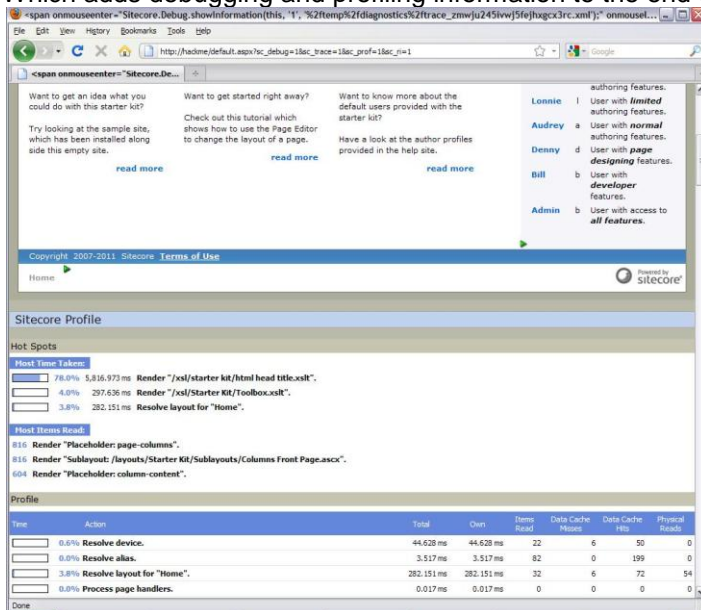 Which adds debugging and profiling information to the end
<span onmouseenter="Sitecore.Debug.showInformation(this, '1', '%2ftemp%2fdiagnostics%2ftrace_zmwju245ivwj5fejhxgcx3rc.xml');" onmousel...
File Edit View History Bookmarks Tools Help
http://hadme/default.aspx?sc_debug=1&sc_trace=1&sc_prof=1&sc_ri=1
Google
<span onmouseenter="Sitecore.De...
Want to get an idea what you
could do with this starter kit?
Try looking at the sample site,
which has been installed along
side this empty site.
read more
Want to get started right away?
Check out this tutorial which
shows how to use the Page Editor
to change the layout of a page.
read more
Want to know more about the
default users provided with the
starter kit?
Have a look at the author profiles
provided in the help site.
read more
authoring features.
Lonnie l User with limited
authoring features.
Audrey a User with normal
authoring features.
Denny d User with page
designing features.
Bill b User with
developer
features.
Admin b User with access to
all features.
Copyright 2007-2011 Sitecore Terms of Use
Home
Powered by
sitecore
Sitecore Profile
Hot Spots
Most Time Taken:
78.0% 5,816.973 ms Render "/xsl/starter kit/html head title.xslt".
4.0% 297.636 ms Render "/xsl/Starter Kit/Toolbox.xslt".
3.8% 282.151 ms Resolve layout for "Home".
Most Items Read:
816 Render "Placeholder: page-columns".
816 Render "Sublayout: /layouts/Starter Kit/Sublayouts/Columns Front Page.ascx".
604 Render "Placeholder: column-content".
Profile
Time Action Total Own Items Read Data Cache Misses Data Cache Hits Physical Reads
0.6% Resolve device. 44.628 ms 44.628 ms 22 6 50 0
0.0% Resolve alias. 3.517 ms 3.517 ms 82 0 199 0
3.8% Resolve layout for "Home". 282.151 ms 282.151 ms 32 6 72 54
0.0% Process page handlers. 0.017 ms 0.017 ms 0 0 0 0
Done